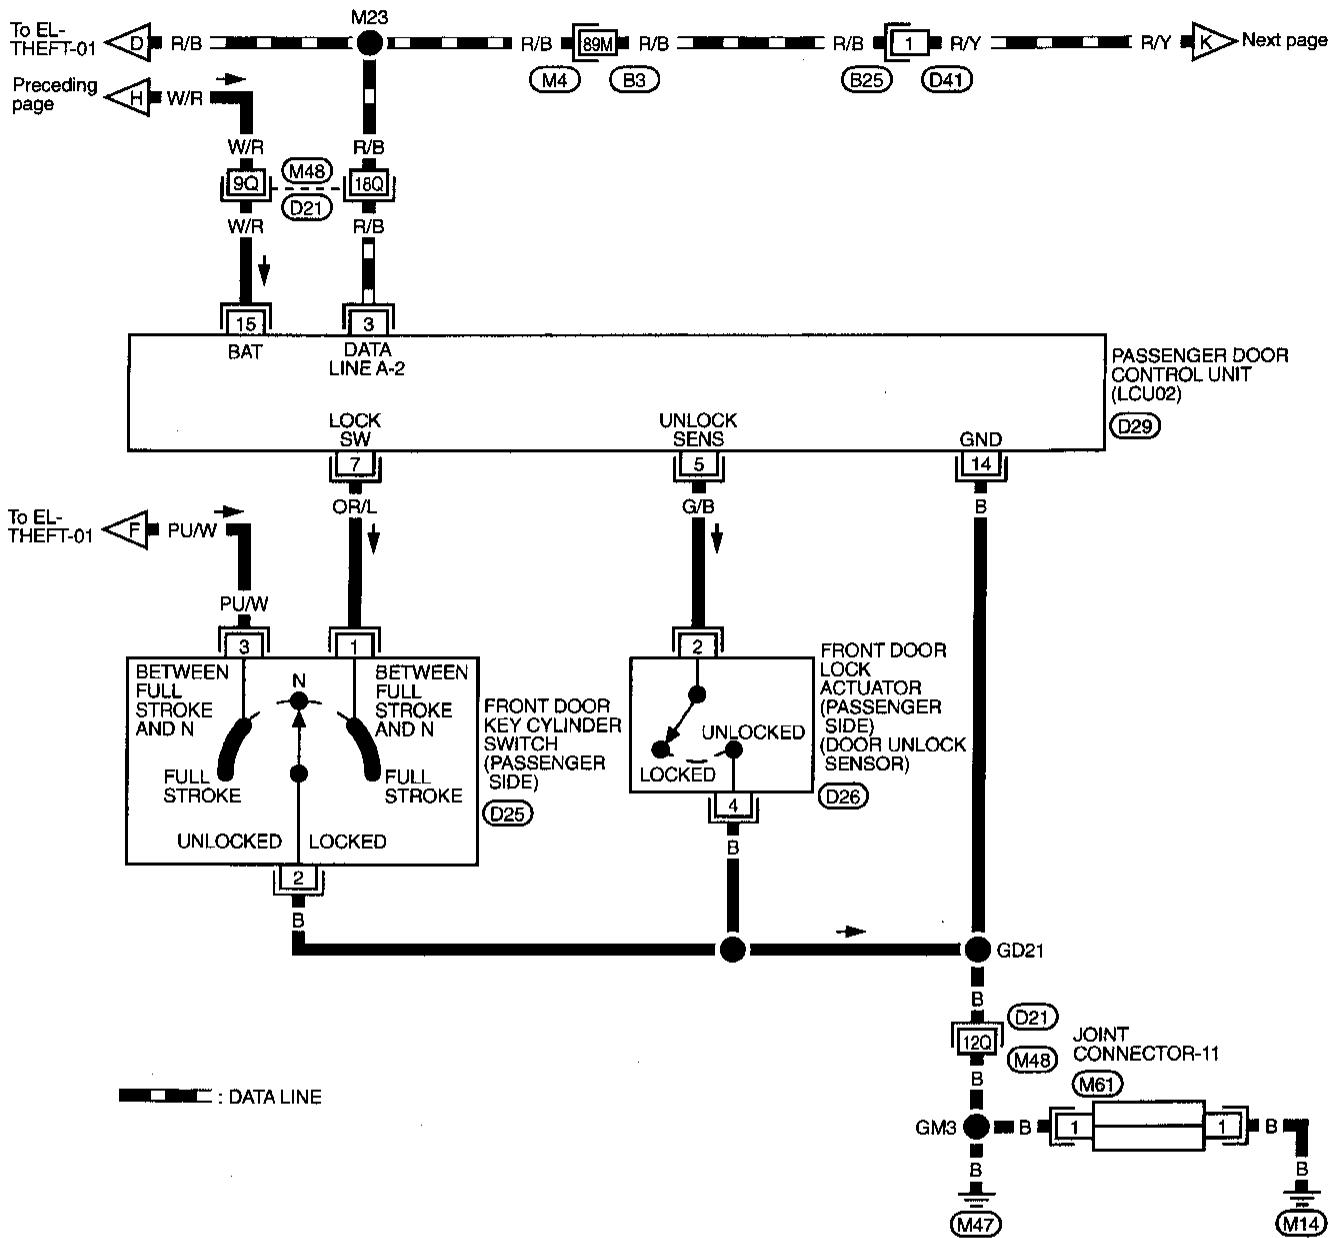 M23
To EL-
THEFT-01
D
R/B
R/B
89M
R/B
R/B
1
R/Y
R/Y
K
Next page
M4
B3
B25
D41
Preceding
page
H
W/R
W/R
R/B
9Q
M48
18Q
D21
W/R
R/B
15
3
BAT
DATA
LINE A-2
PASSENGER DOOR
CONTROL UNIT
(LCU02)
D29
LOCK
SW
UNLOCK
SENS
GND
7
5
14
OR/L
G/B
B
To EL-
THEFT-01
F
PU/W
PU/W
3
1
2
BETWEEN
FULL
STROKE
AND N
N
BETWEEN
FULL
STROKE
AND N
FULL
STROKE
FULL
STROKE
UNLOCKED
LOCKED
FRONT DOOR
KEY CYLINDER
SWITCH
(PASSENGER
SIDE)
D25
UNLOCKED
LOCKED
FRONT DOOR
LOCK
ACTUATOR
(PASSENGER
SIDE)
(DOOR UNLOCK
SENSOR)
D26
4
B
2
B
GD21
B
D21
12Q
M48
JOINT
CONNECTOR-11
M61
B
: DATA LINE
GM3
B
1
1
B
B
B
M47
M14